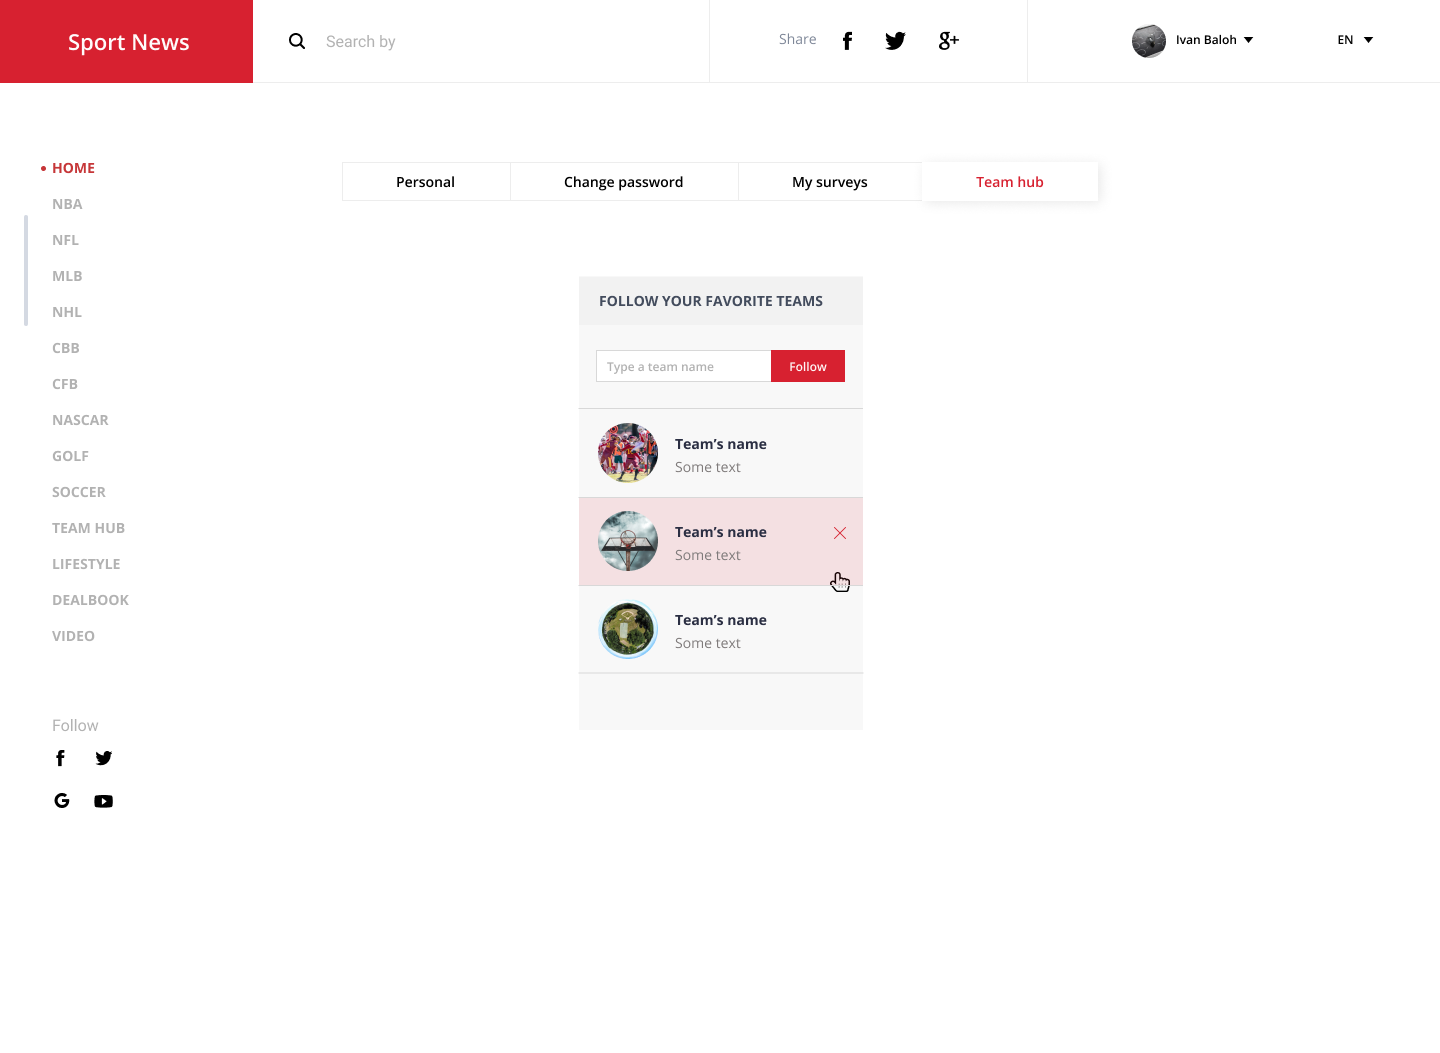 Sport News
Search by
Share
Ivan Baloh
EN
HOME
NBA
NFL
MLB
NHL
CBB
CFB
NASCAR
GOLF
SOCCER
TEAM HUB
LIFESTYLE
DEALBOOK
VIDEO
Follow
Personal
Change password
My surveys
Team hub
FOLLOW YOUR FAVORITE TEAMS
Type a team name
Follow
Team’s name
Some text
Team’s name
Some text
Team’s name
Some text